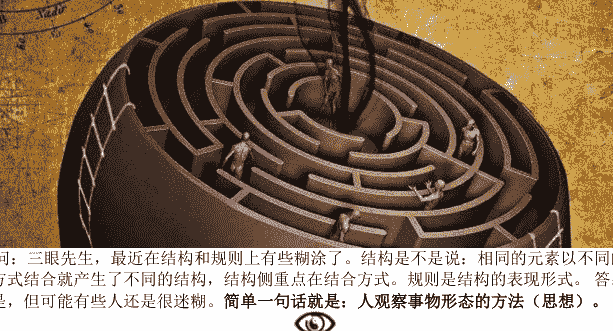 问：三眼先生，最近在结构和规则上有些糊涂了。结构是不是说：相同的元素以不同的
方式结合就产生了不同的结构，结构侧重点在结合方式。规则是结构的表现形式。 答：
是，但可能有些人还是很迷糊。简单一句话就是：人观察事物形态的方法（思想）。